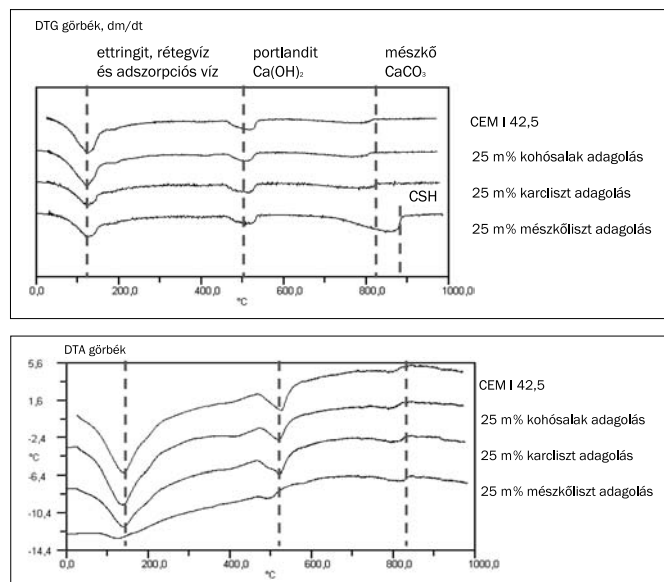 DTG görbék, dm/dt
ettringit, rétegvíz
és adszorpciós víz
portlandit
Ca(OH)₂
mészkő
CaCO₃
CEM I 42,5
25 m% kohósalak adagolás
25 m% karcliszt adagolás
CSH
25 m% mészkőliszt adagolás
0,0 200,0 400,0 600,0 800,0 1000,0
°C
DTA görbék
5,6
1,6
-2,4
°C
-6,4
-10,4
-14,4
CEM I 42,5
25 m% kohósalak adagolás
25 m% karcliszt adagolás
25 m% mészkőliszt adagolás
0,0 200,0 400,0 600,0 800,0 1000,0
°C